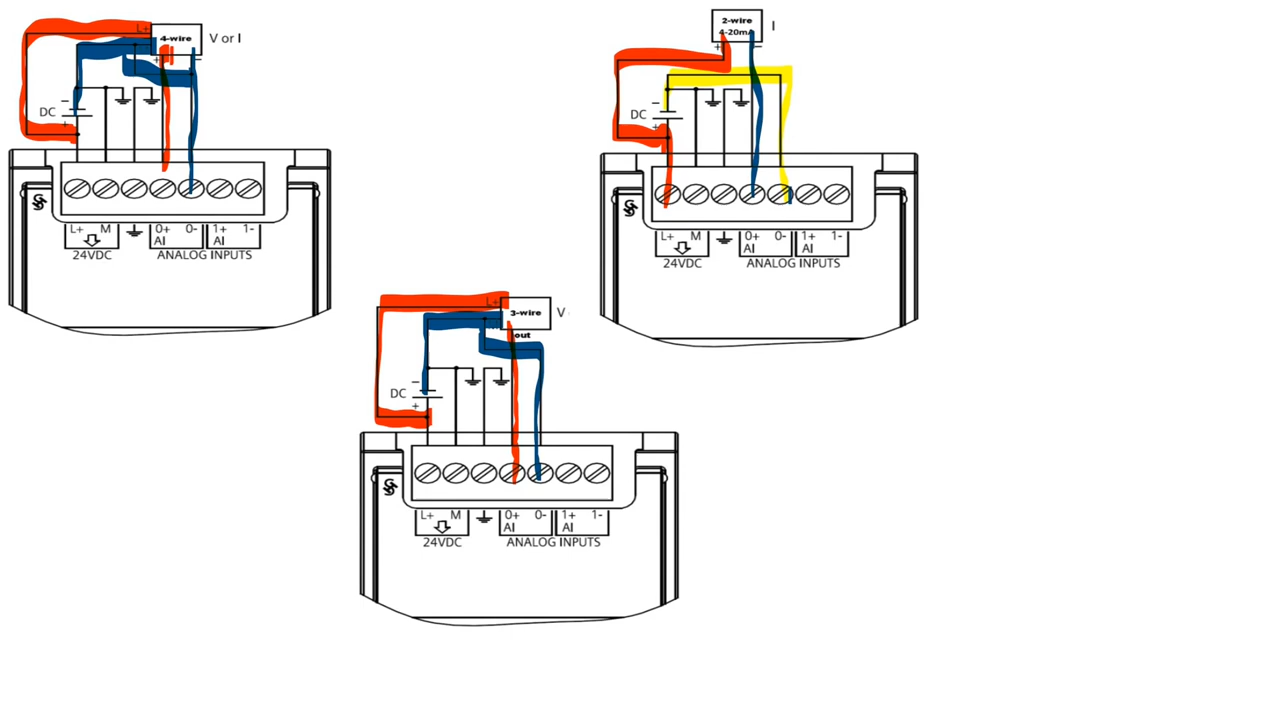 L+
4-wire
V or I
+
−
−
DC
+
L+ M 0+ 0- 1+ 1-
AI AI
24VDC ANALOG INPUTS
2-wire
4-20mA
I
+
−
−
DC
+
L+ M 0+ 0- 1+ 1-
AI AI
24VDC ANALOG INPUTS
L+
3-wire
V
out
−
DC
+
L+ M 0+ 0- 1+ 1-
AI AI
24VDC ANALOG INPUTS